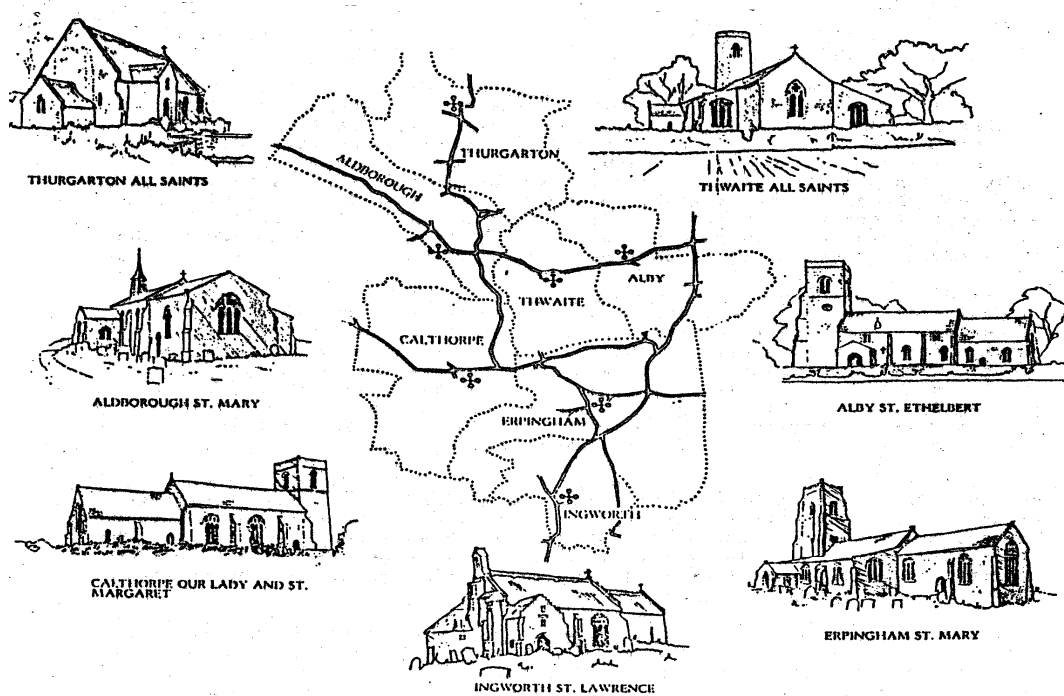 THURGARTON ALL SAINTS
THWAITE ALL SAINTS
THURGARTON
ALDBOROUGH
ALBY
THWAITE
CALTHORPE
ERPINGHAM
INGWORTH
ALDBOROUGH ST. MARY
ALBY ST. ETHELBERT
CALTHORPE OUR LADY AND ST.
MARGARET
ERPINGHAM ST. MARY
INGWORTH ST. LAWRENCE